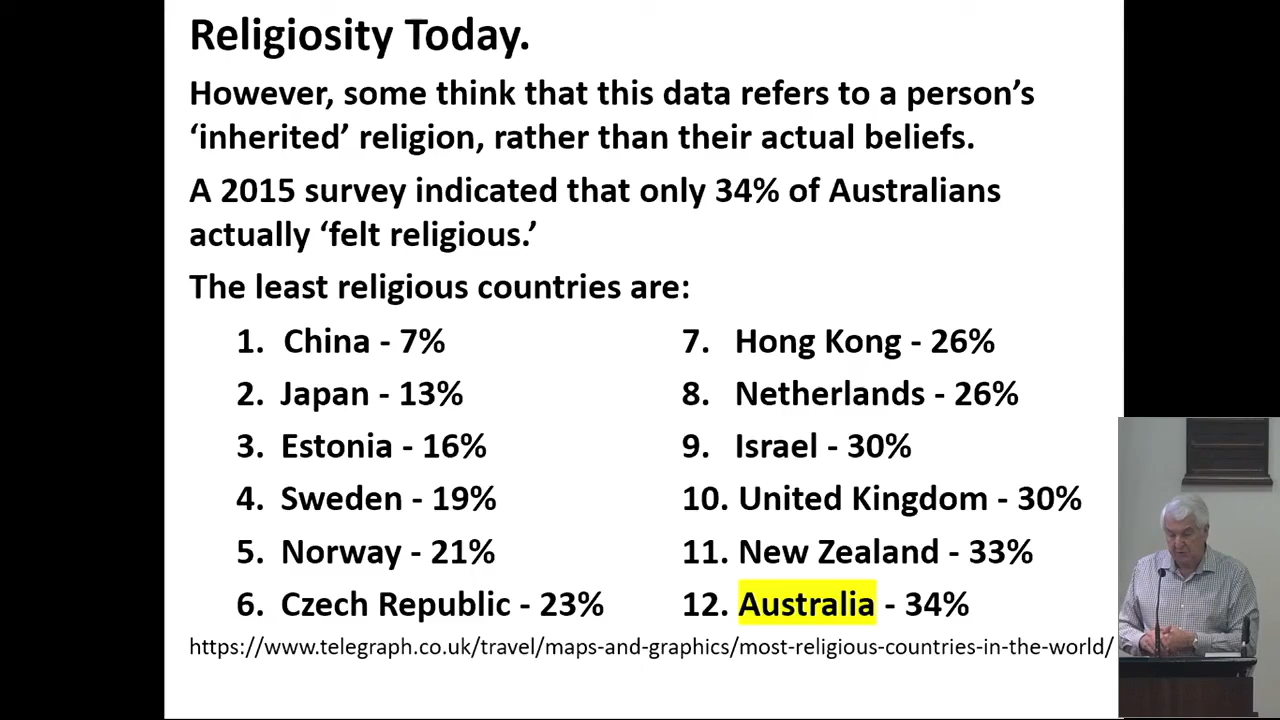 Religiosity Today.
However, some think that this data refers to a person’s
‘inherited’ religion, rather than their actual beliefs.
A 2015 survey indicated that only 34% of Australians
actually ‘felt religious.’
The least religious countries are:
1. China - 7%
2. Japan - 13%
3. Estonia - 16%
4. Sweden - 19%
5. Norway - 21%
6. Czech Republic - 23%
7. Hong Kong - 26%
8. Netherlands - 26%
9. Israel - 30%
10. United Kingdom - 30%
11. New Zealand - 33%
12. Australia - 34%
https://www.telegraph.co.uk/travel/maps-and-graphics/most-religious-countries-in-the-world/